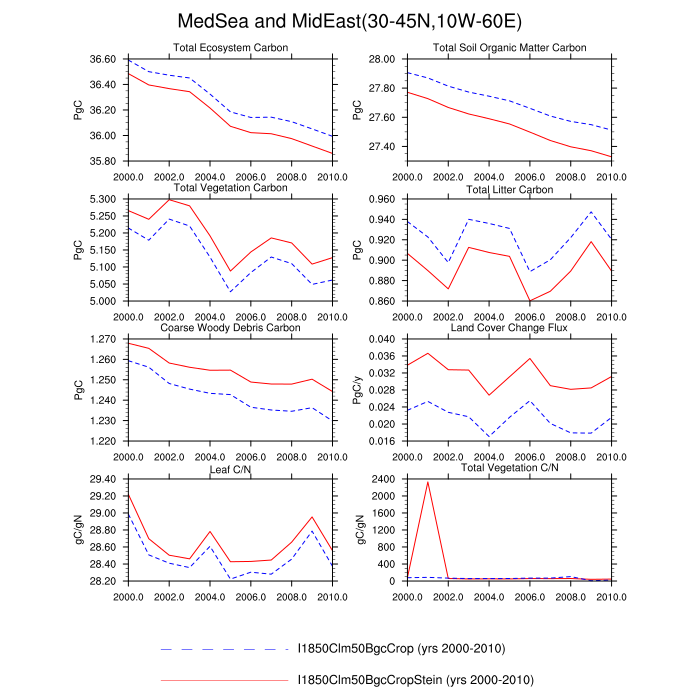 MedSea and MidEast(30-45N,10W-60E)
Total Ecosystem Carbon
PgC
36.60
36.40
36.20
36.00
35.80
2000.0 2002.0 2004.0 2006.0 2008.0 2010.0
Total Soil Organic Matter Carbon
PgC
28.00
27.80
27.60
27.40
2000.0 2002.0 2004.0 2006.0 2008.0 2010.0
Total Vegetation Carbon
PgC
5.300
5.250
5.200
5.150
5.100
5.050
5.000
2000.0 2002.0 2004.0 2006.0 2008.0 2010.0
Total Litter Carbon
PgC
0.960
0.940
0.920
0.900
0.880
0.860
2000.0 2002.0 2004.0 2006.0 2008.0 2010.0
Coarse Woody Debris Carbon
PgC
1.270
1.260
1.250
1.240
1.230
1.220
2000.0 2002.0 2004.0 2006.0 2008.0 2010.0
Land Cover Change Flux
PgC/y
0.040
0.036
0.032
0.028
0.024
0.020
0.016
2000.0 2002.0 2004.0 2006.0 2008.0 2010.0
Leaf C/N
gC/gN
29.40
29.20
29.00
28.80
28.60
28.40
28.20
2000.0 2002.0 2004.0 2006.0 2008.0 2010.0
Total Vegetation C/N
gC/gN
2400
2000
1600
1200
800
400
0
2000.0 2002.0 2004.0 2006.0 2008.0 2010.0
I1850Clm50BgcCrop (yrs 2000-2010)
I1850Clm50BgcCropStein (yrs 2000-2010)